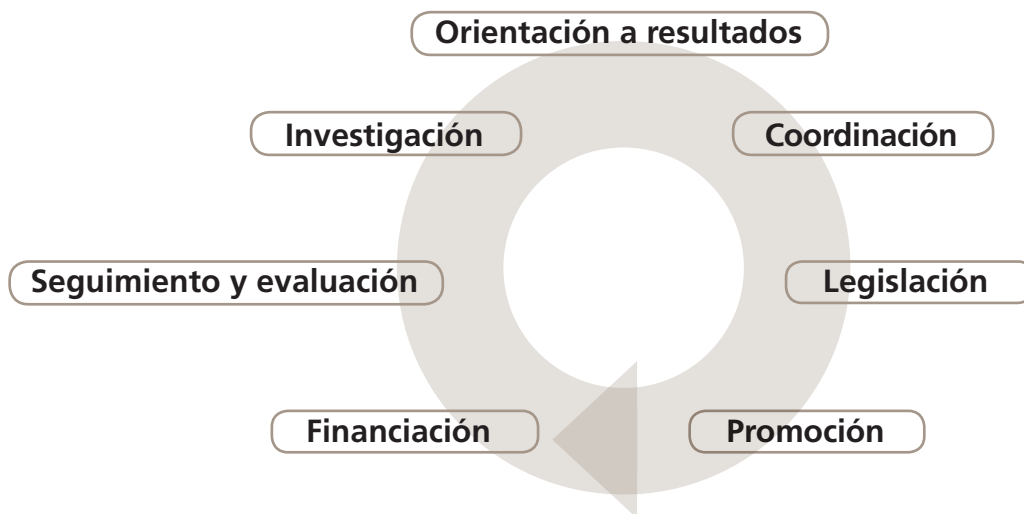 Orientación a resultados
Investigación
Coordinación
Seguimiento y evaluación
Legislación
Financiación
Promoción